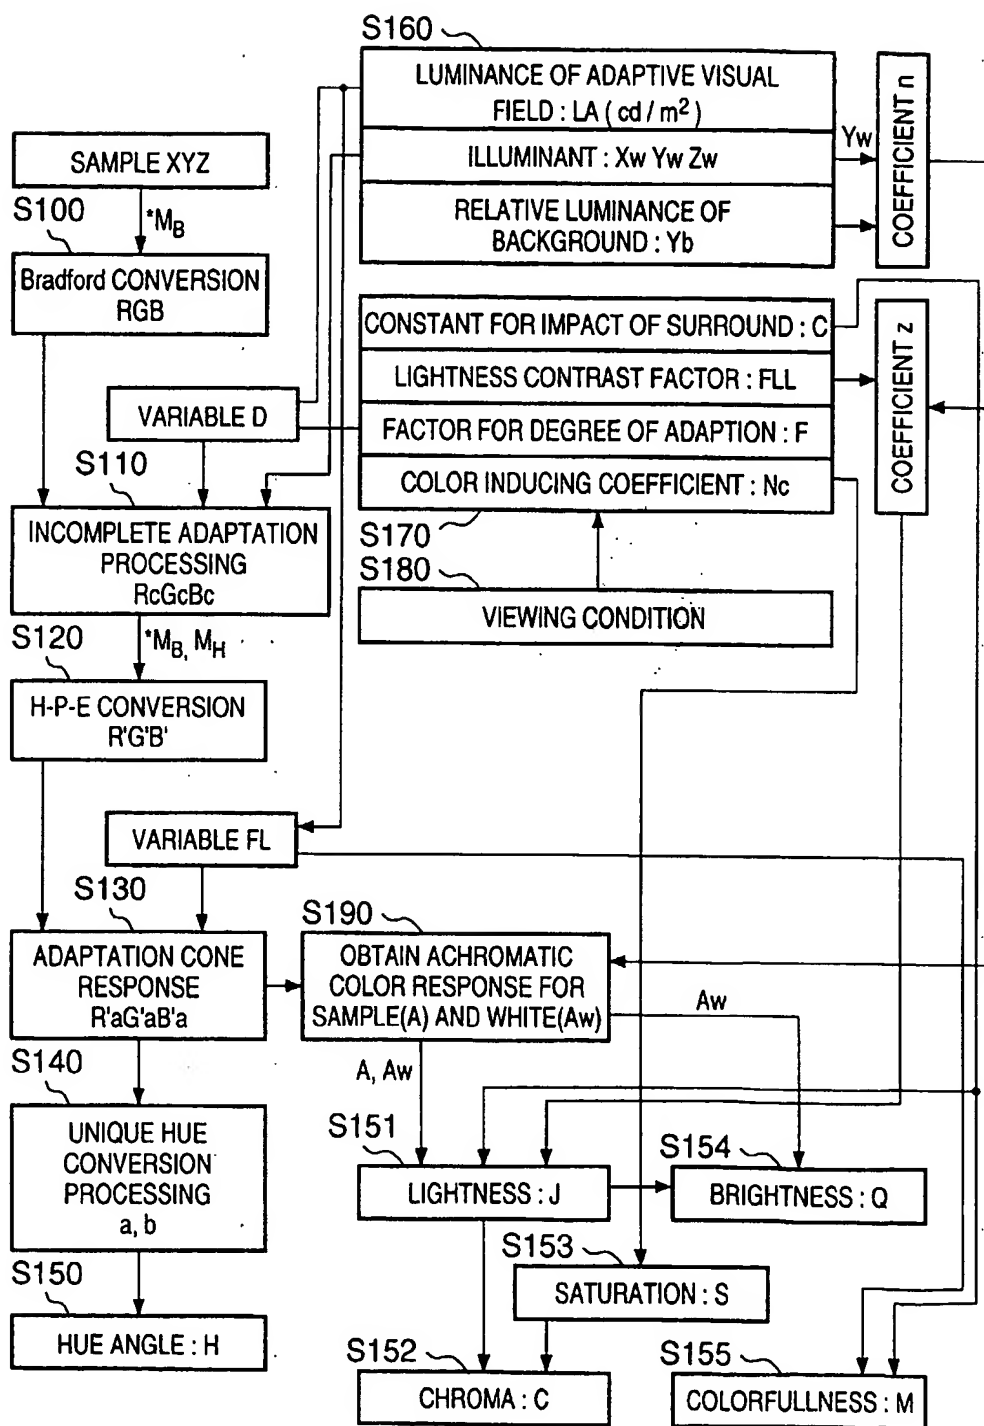 S160
LUMINANCE OF ADAPTIVE VISUAL
FIELD : LA ( cd / m²)
ILLUMINANT : Xw Yw Zw
RELATIVE LUMINANCE OF
BACKGROUND : Yb
Yw
COEFFICIENT n
SAMPLE XYZ
S100
*MB
Bradford CONVERSION
RGB
CONSTANT FOR IMPACT OF SURROUND : C
LIGHTNESS CONTRAST FACTOR : FLL
FACTOR FOR DEGREE OF ADAPTION : F
COLOR INDUCING COEFFICIENT : Nc
COEFFICIENT z
VARIABLE D
S110
INCOMPLETE ADAPTATION
PROCESSING
RcGcBc
S170
S180
VIEWING CONDITION
S120
*MB, MH
H-P-E CONVERSION
R'G'B'
VARIABLE FL
S130
ADAPTATION CONE
RESPONSE
R'aG'aB'a
S190
OBTAIN ACHROMATIC
COLOR RESPONSE FOR
SAMPLE(A) AND WHITE(Aw)
Aw
A, Aw
S140
UNIQUE HUE
CONVERSION
PROCESSING
a, b
S151
LIGHTNESS : J
S154
BRIGHTNESS : Q
S153
SATURATION : S
S150
HUE ANGLE : H
S152
CHROMA : C
S155
COLORFULLNESS : M